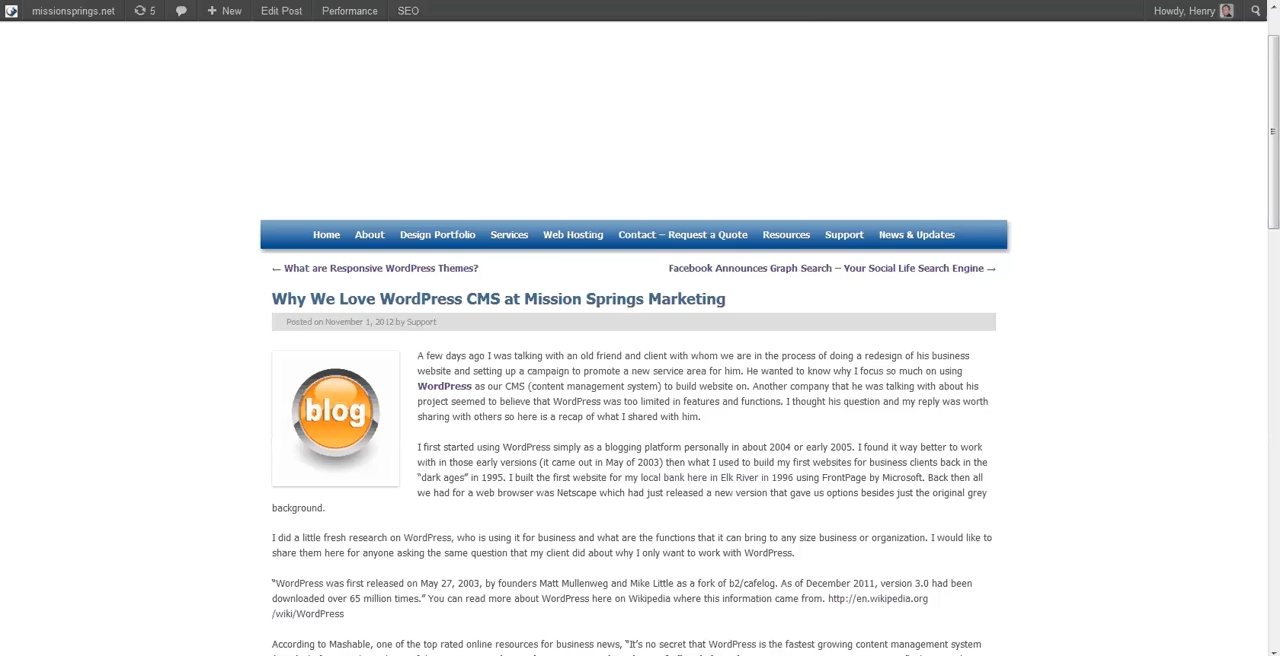 missionsprings.net 5 New Edit Post Performance SEO Howdy, Henry
Home About Design Portfolio Services Web Hosting Contact – Request a Quote Resources Support News & Updates
← What are Responsive WordPress Themes? Facebook Announces Graph Search – Your Social Life Search Engine →
Why We Love WordPress CMS at Mission Springs Marketing
Posted on November 1, 2012 by Support
blog
A few days ago I was talking with an old friend and client with whom we are in the process of doing a redesign of his business
website and setting up a campaign to promote a new service area for him. He wanted to know why I focus so much on using
WordPress as our CMS (content management system) to build website on. Another company that he was talking with about his
project seemed to believe that WordPress was too limited in features and functions. I thought his question and my reply was worth
sharing with others so here is a recap of what I shared with him.
I first started using WordPress simply as a blogging platform personally in about 2004 or early 2005. I found it way better to work
with in those early versions (it came out in May of 2003) then what I used to build my first websites for business clients back in the
“dark ages” in 1995. I built the first website for my local bank here in Elk River in 1996 using FrontPage by Microsoft. Back then all
we had for a web browser was Netscape which had just released a new version that gave us options besides just the original grey
background.
I did a little fresh research on WordPress, who is using it for business and what are the functions that it can bring to any size business or organization. I would like to
share them here for anyone asking the same question that my client did about why I only want to work with WordPress.
“WordPress was first released on May 27, 2003, by founders Matt Mullenweg and Mike Little as a fork of b2/cafelog. As of December 2011, version 3.0 had been
downloaded over 65 million times.” You can read more about WordPress here on Wikipedia where this information came from. http://en.wikipedia.org
/wiki/WordPress
According to Mashable, one of the top rated online resources for business news, “It’s no secret that WordPress is the fastest growing content management system